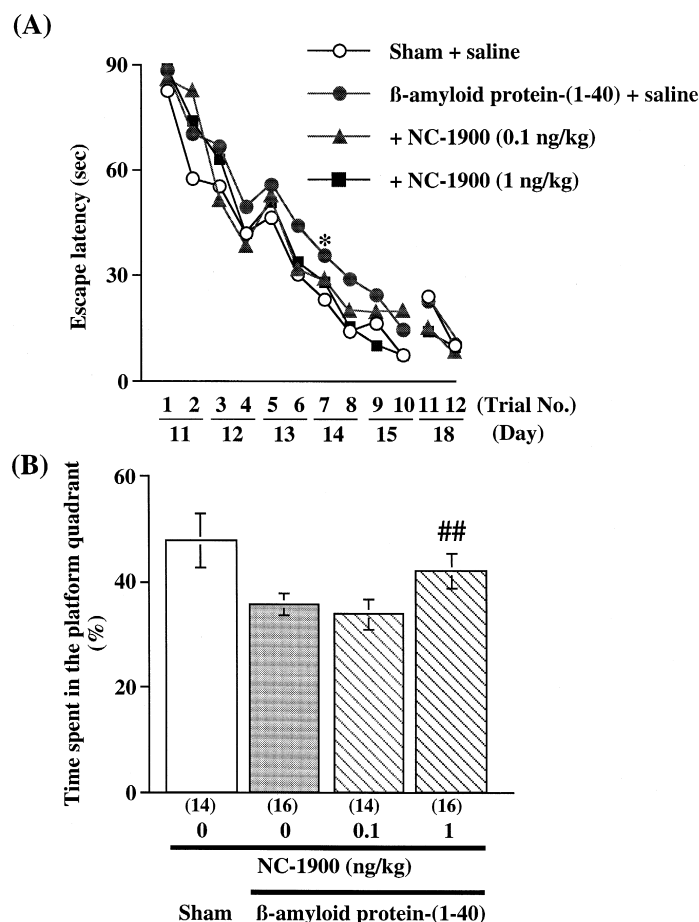 (A)
90
60
30
0
Escape latency (sec)
Sham + saline
ß-amyloid protein-(1-40) + saline
+ NC-1900 (0.1 ng/kg)
+ NC-1900 (1 ng/kg)
*
1 2 3 4 5 6 7 8 9 10 11 12 (Trial No.)
11 12 13 14 15 18 (Day)
(B)
60
40
20
0
Time spent in the platform quadrant
(%)
##
(14) (16) (14) (16)
0 0 0.1 1
NC-1900 (ng/kg)
Sham ß-amyloid protein-(1-40)